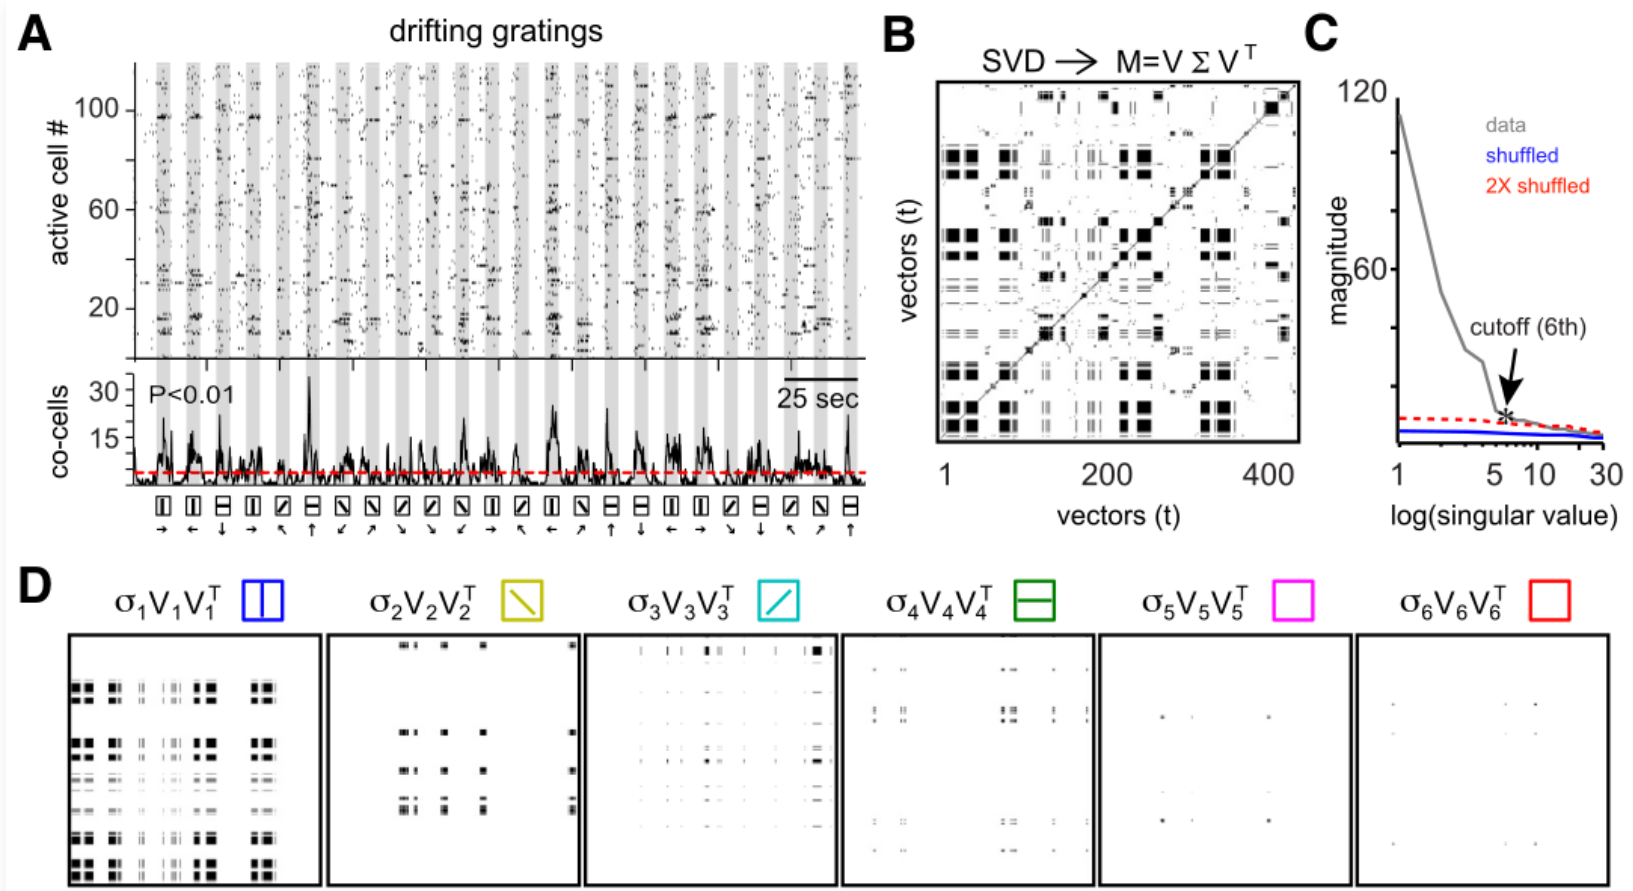 A
drifting gratings
active cell #
100
60
20
co-cells
30
15
P<0.01
25 sec
→ ← ↓ → ↖ ↑ ↙ ↗ ↘ ↘ ↙ → ↖ ← ↗ ↑ ↓ ← → ↘ ↓ ↖ ↗ ↑
B
SVD → M=V Σ V^T
vectors (t)
1 200 400
vectors (t)
C
120
60
magnitude
data
shuffled
2X shuffled
cutoff (6th)
*
1 5 10 30
log(singular value)
D
σ₁V₁V₁^T
σ₂V₂V₂^T
σ₃V₃V₃^T
σ₄V₄V₄^T
σ₅V₅V₅^T
σ₆V₆V₆^T